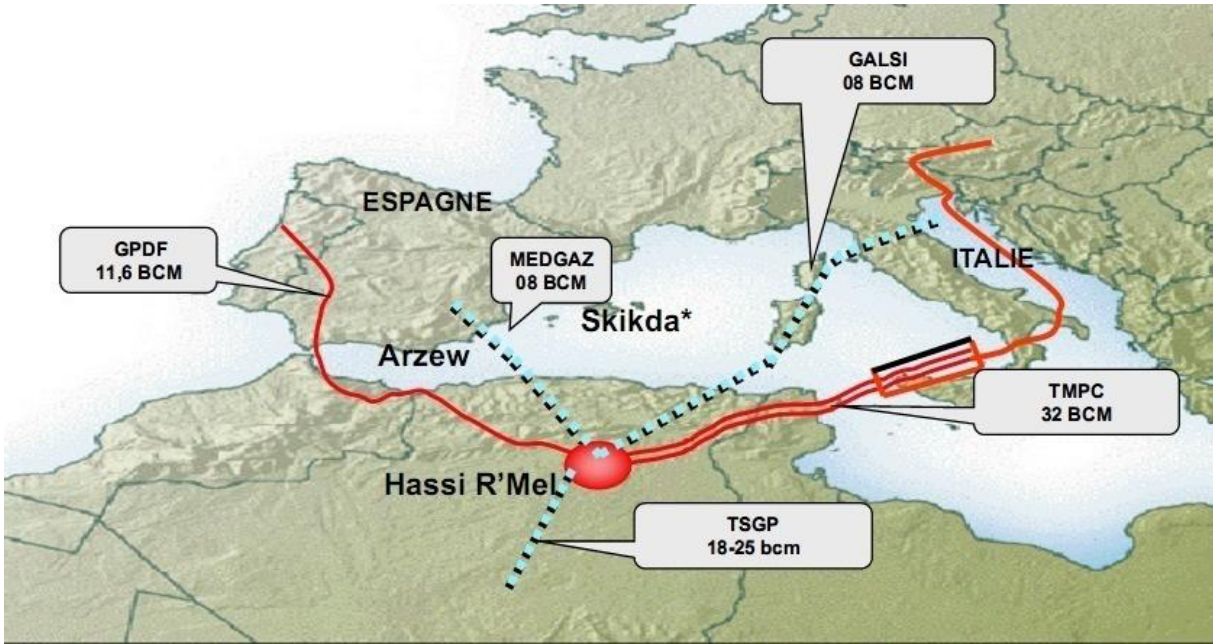 GALSI
08 BCM
ESPAGNE
GPDF
11,6 BCM
MEDGAZ
08 BCM
ITALIE
Skikda*
Arzew
TMPC
32 BCM
Hassi R’Mel
TSGP
18-25 bcm